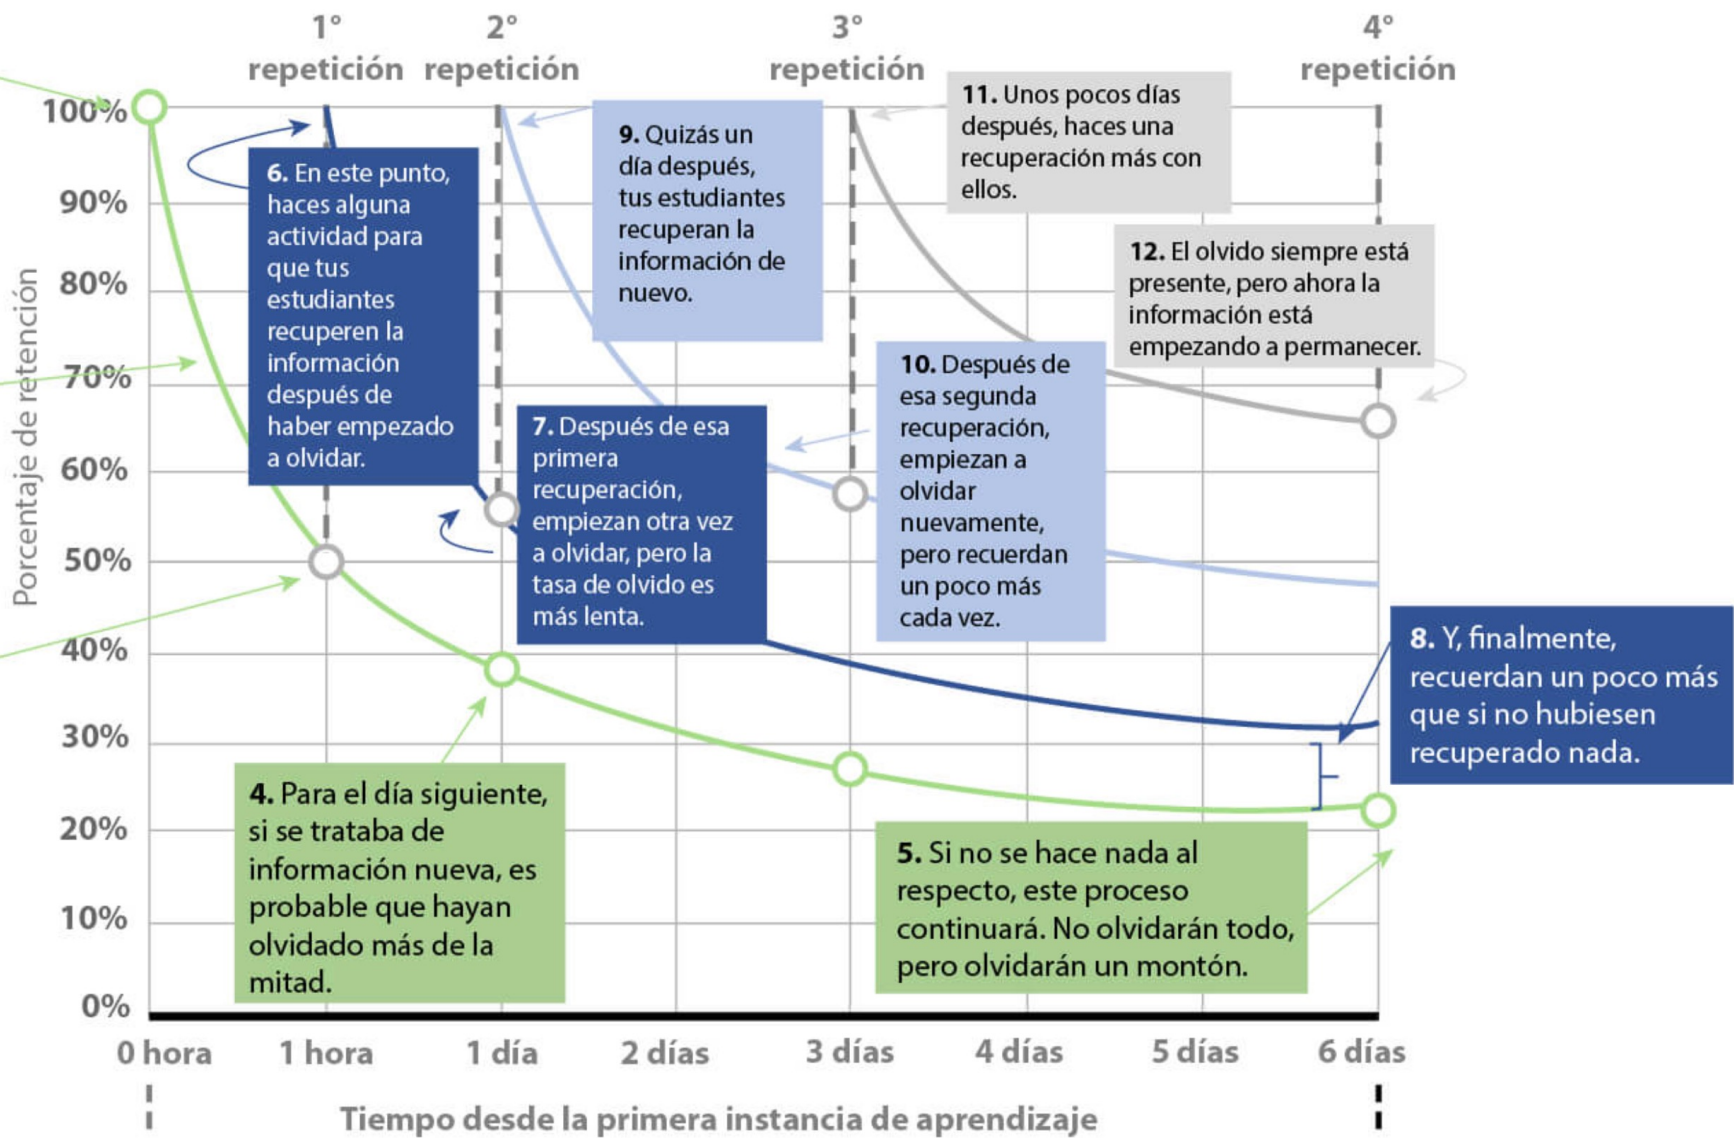 1° 2° 3° 4°
repetición repetición repetición repetición
Porcentaje de retención
100%
90%
80%
70%
60%
50%
40%
30%
20%
10%
0%
6. En este punto,
haces alguna
actividad para
que tus
estudiantes
recuperen la
información
después de
haber empezado
a olvidar.
9. Quizás un
día después,
tus estudiantes
recuperan la
información de
nuevo.
11. Unos pocos días
después, haces una
recuperación más con
ellos.
12. El olvido siempre está
presente, pero ahora la
información está
empezando a permanecer.
7. Después de esa
primera
recuperación,
empiezan otra vez
a olvidar, pero la
tasa de olvido es
más lenta.
10. Después de
esa segunda
recuperación,
empiezan a
olvidar
nuevamente,
pero recuerdan
un poco más
cada vez.
8. Y, finalmente,
recuerdan un poco más
que si no hubiesen
recuperado nada.
4. Para el día siguiente,
si se trataba de
información nueva, es
probable que hayan
olvidado más de la
mitad.
5. Si no se hace nada al
respecto, este proceso
continuará. No olvidarán todo,
pero olvidarán un montón.
0 hora 1 hora 1 día 2 días 3 días 4 días 5 días 6 días
Tiempo desde la primera instancia de aprendizaje